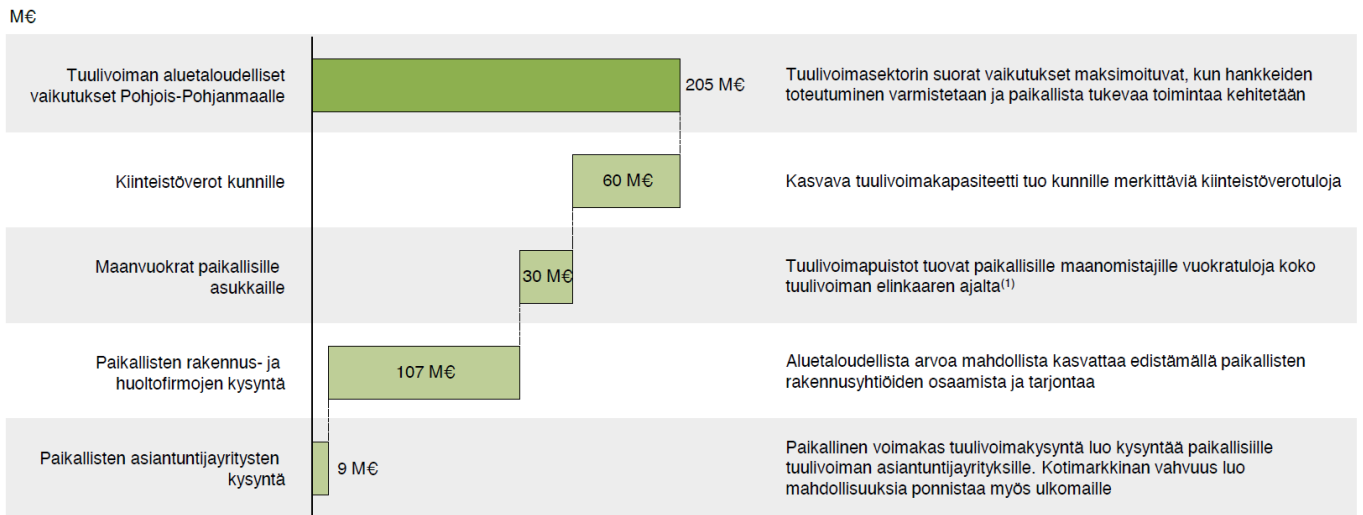 M€
Tuulivoiman aluetaloudelliset
vaikutukset Pohjois-Pohjanmaalle
205 M€
Tuulivoimasektorin suorat vaikutukset maksimoituvat, kun hankkeiden
toteutuminen varmistetaan ja paikallista tukevaa toimintaa kehitetään
Kiinteistöverot kunnille
60 M€
Kasvava tuulivoimakapasiteetti tuo kunnille merkittäviä kiinteistöverotuloja
Maanvuokrat paikallisille
asukkaille
30 M€
Tuulivoimapuistot tuovat paikallisille maanomistajille vuokratuloja koko
tuulivoiman elinkaaren ajalta(1)
Paikallisten rakennus- ja
huoltofirmojen kysyntä
107 M€
Aluetaloudellista arvoa mahdollista kasvattaa edistämällä paikallisten
rakennusyhtiöiden osaamista ja tarjontaa
Paikallisten asiantuntijayritysten
kysyntä
9 M€
Paikallinen voimakas tuulivoimakysyntä luo kysyntää paikallisiille
tuulivoiman asiantuntijayrityksille. Kotimarkkinan vahvuus luo
mahdollisuuksia ponnistaa myös ulkomaille